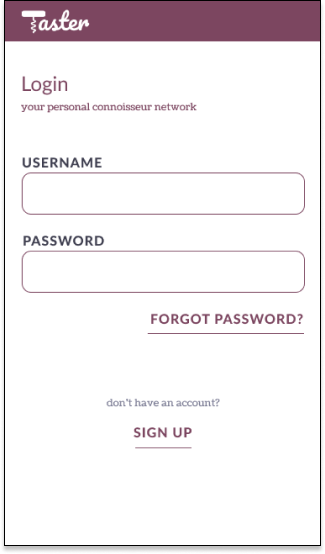 Taster
Login
your personal connoisseur network
USERNAME
PASSWORD
FORGOT PASSWORD?
don't have an account?
SIGN UP